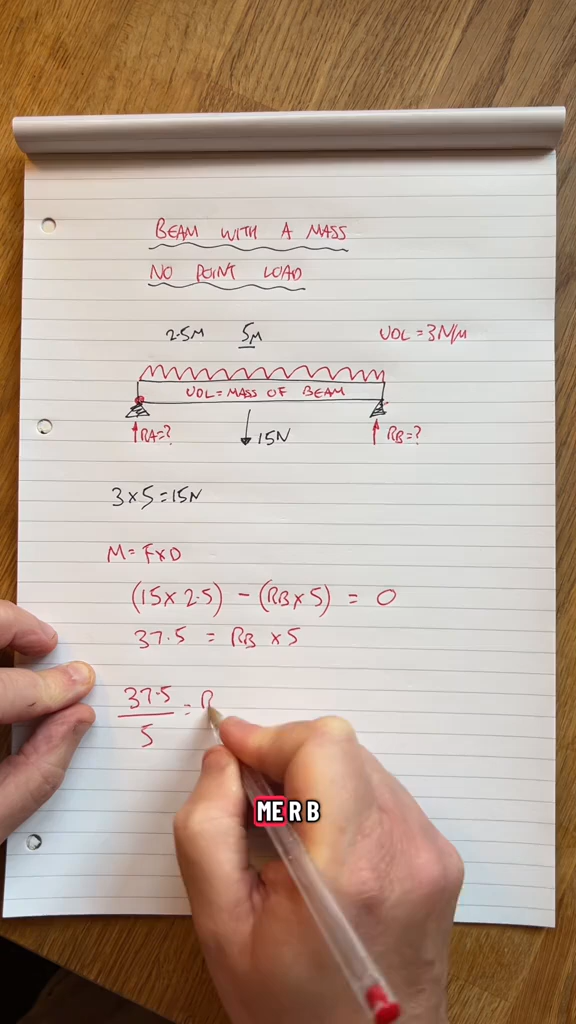 BEAM WITH A MASS
NO POINT LOAD
2.5M 5M UDL = 3N/M
UDL = MASS OF BEAM
RA=? 15N RB=?
3 x 5 = 15N
M = F x D
(15 x 2.5) - (RB x 5) = 0
37.5 = RB x 5
37.5
5
= R
ME R B